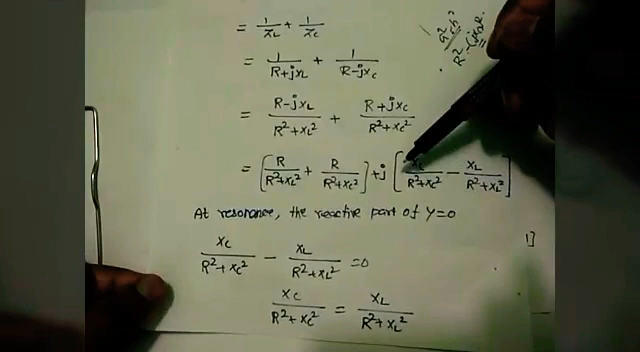 = 1/X_L + 1/X_C
= 1/(R+jX_L) + 1/(R-jX_C)
= (R-jX_L)/(R²+X_L²) + (R+jX_C)/(R²+X_C²)
= [R/(R²+X_L²) + R/(R²+X_C²)] + j[ /(R²+X_C²) - X_L/(R²+X_L²)]
At resonance, the reactive part of Y=0
X_C/(R²+X_C²) - X_L/(R²+X_L²) = 0
X_C/(R²+X_C²) = X_L/(R²+X_L²)